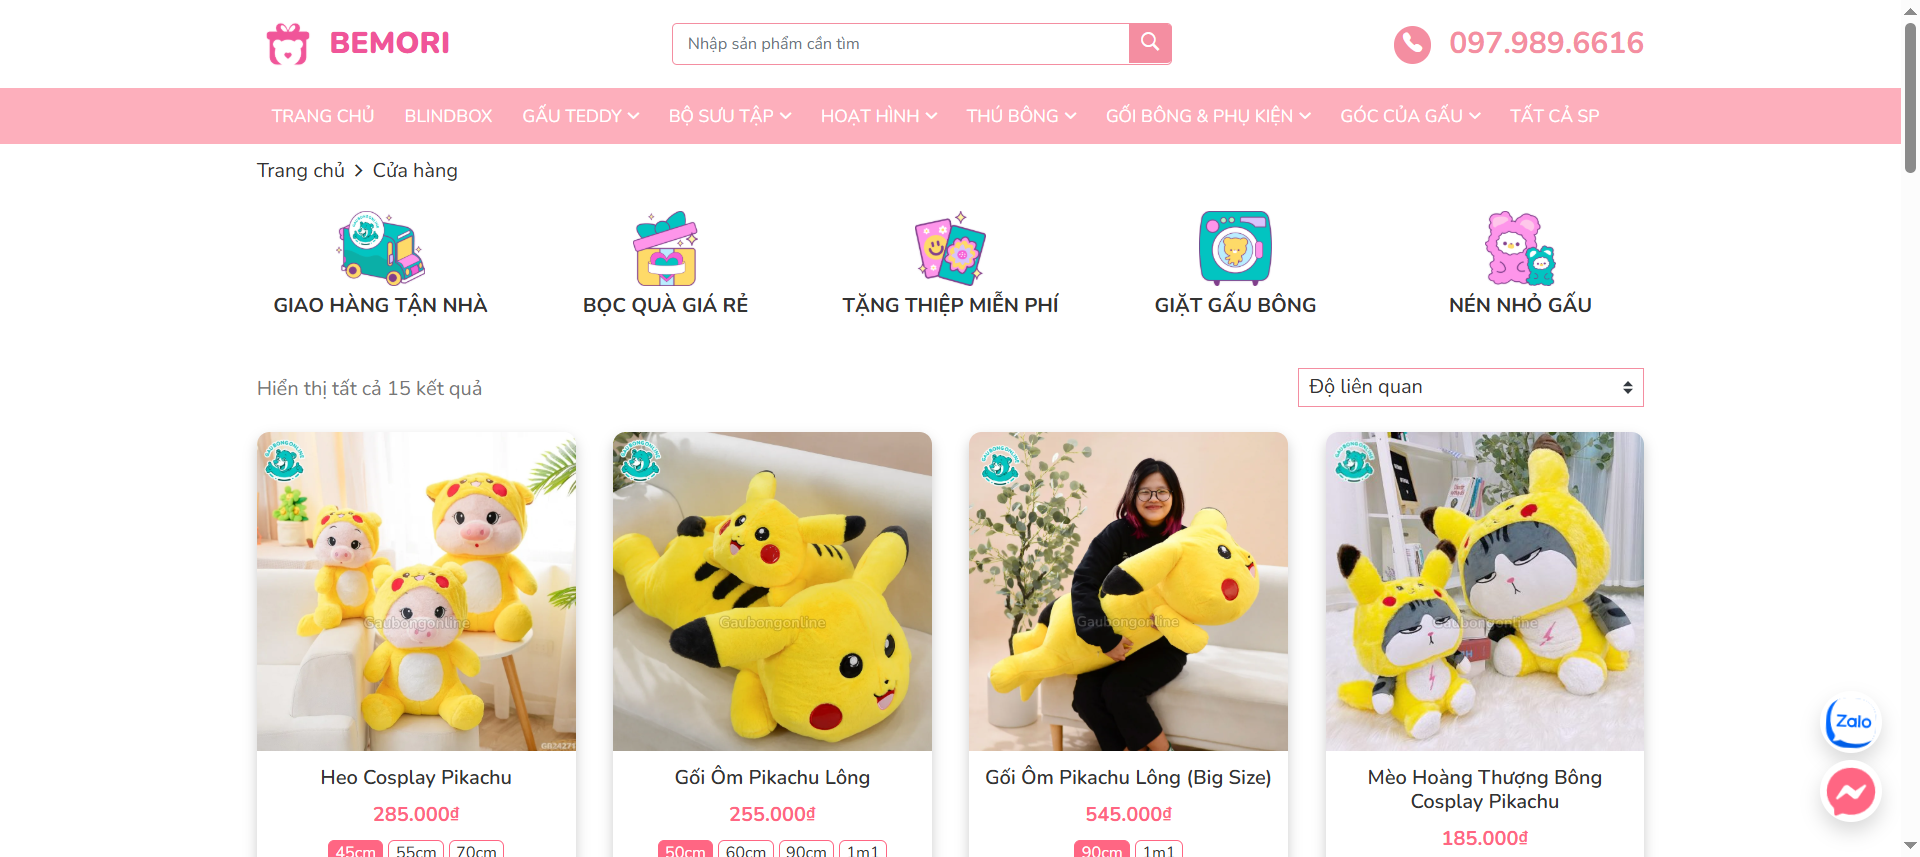 BEMORI
Nhập sản phẩm cần tìm
097.989.6616
TRANG CHỦ BLINDBOX GẤU TEDDY BỘ SƯU TẬP HOẠT HÌNH THÚ BÔNG GỐI BÔNG & PHỤ KIỆN GÓC CỦA GẤU TẤT CẢ SP
Trang chủ > Cửa hàng
GIAO HÀNG TẬN NHÀ
BỌC QUÀ GIÁ RẺ
TẶNG THIỆP MIỄN PHÍ
GIẶT GẤU BÔNG
NÉN NHỎ GẤU
Hiển thị tất cả 15 kết quả
Độ liên quan
GAUBONGONLINE
Gaubongonline
Heo Cosplay Pikachu
285.000₫
45cm 55cm 70cm
GAUBONGONLINE
Gaubongonline
Gối Ôm Pikachu Lông
255.000₫
50cm 60cm 90cm 1m1
GAUBONGONLINE
Gaubongonline
Gối Ôm Pikachu Lông (Big Size)
545.000₫
90cm 1m1
GAUBONGONLINE
Gaubongonline
Mèo Hoàng Thượng Bông
Cosplay Pikachu
185.000₫
Zalo